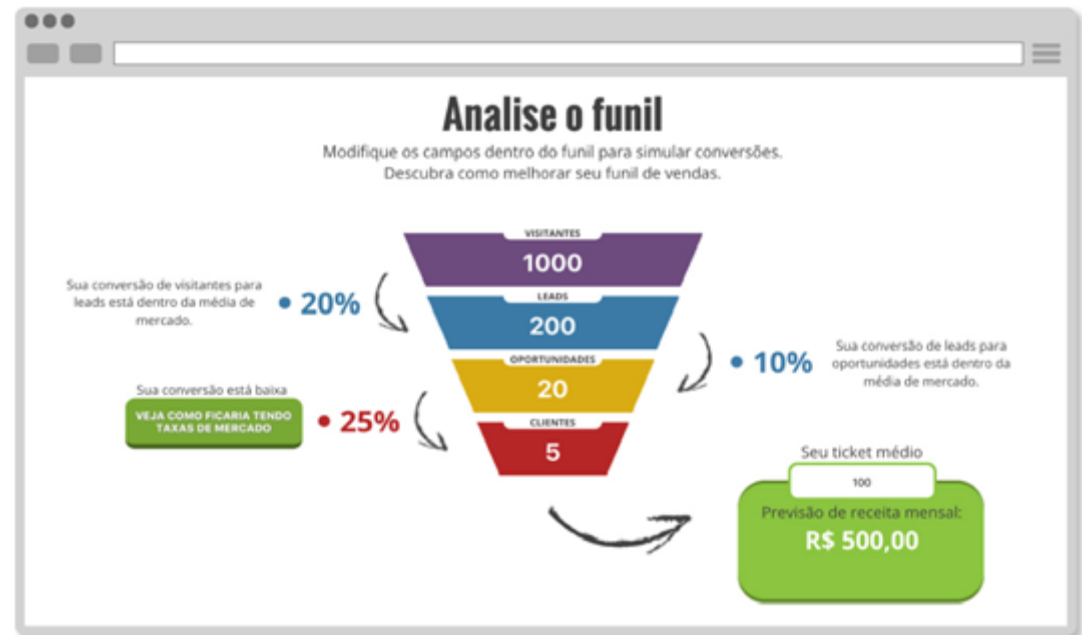 Analise o funil
Modifique os campos dentro do funil para simular conversões.
Descubra como melhorar seu funil de vendas.
VISITANTES
1000
Sua conversão de visitantes para
leads está dentro da média de
mercado.
20%
LEADS
200
Sua conversão de leads para
oportunidades está dentro da
média de mercado.
10%
OPORTUNIDADES
20
Sua conversão está baixa
VEJA COMO FICARIA TENDO
TAXAS DE MERCADO
25%
CLIENTES
5
Seu ticket médio
100
Previsão de receita mensal:
R$ 500,00